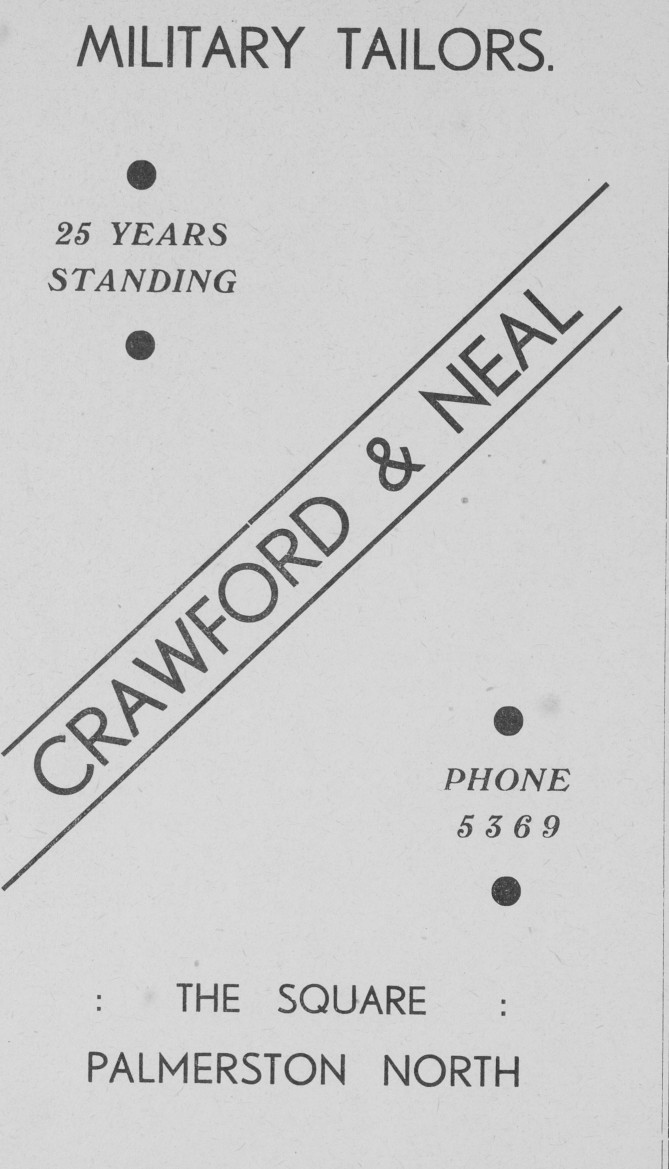 MILITARY TAILORS.
25 YEARS
STANDING
CRAWFORD & NEAL
PHONE
5369
: THE SQUARE :
PALMERSTON NORTH